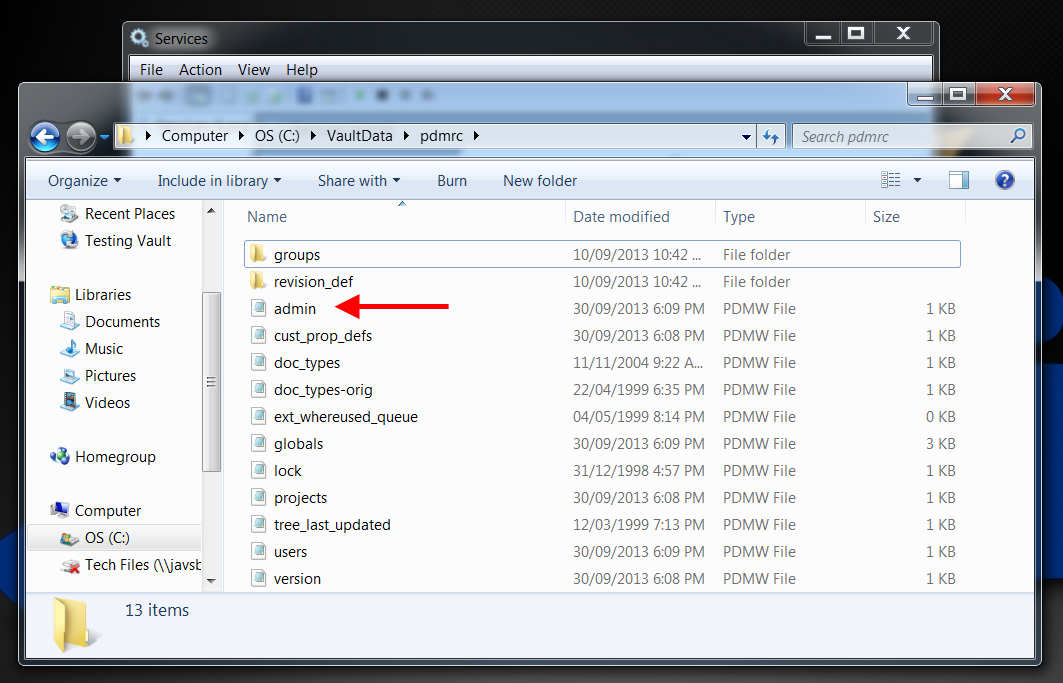 Services
File Action View Help
Computer OS (C:) VaultData pdmrc
Search pdmrc
Organize Include in library Share with Burn New folder
Recent Places
Testing Vault
Libraries
Documents
Music
Pictures
Videos
Homegroup
Computer
OS (C:)
Tech Files (\\javsb
Name Date modified Type Size
groups 10/09/2013 10:42 ... File folder
revision_def 10/09/2013 10:42 ... File folder
admin 30/09/2013 6:09 PM PDMW File 1 KB
cust_prop_defs 30/09/2013 6:08 PM PDMW File 1 KB
doc_types 11/11/2004 9:22 A... PDMW File 1 KB
doc_types-orig 22/04/1999 6:35 PM PDMW File 1 KB
ext_whereused_queue 04/05/1999 8:14 PM PDMW File 0 KB
globals 30/09/2013 6:09 PM PDMW File 3 KB
lock 31/12/1998 4:57 PM PDMW File 1 KB
projects 30/09/2013 6:08 PM PDMW File 1 KB
tree_last_updated 12/03/1999 7:13 PM PDMW File 1 KB
users 30/09/2013 6:09 PM PDMW File 1 KB
version 30/09/2013 6:08 PM PDMW File 1 KB
13 items